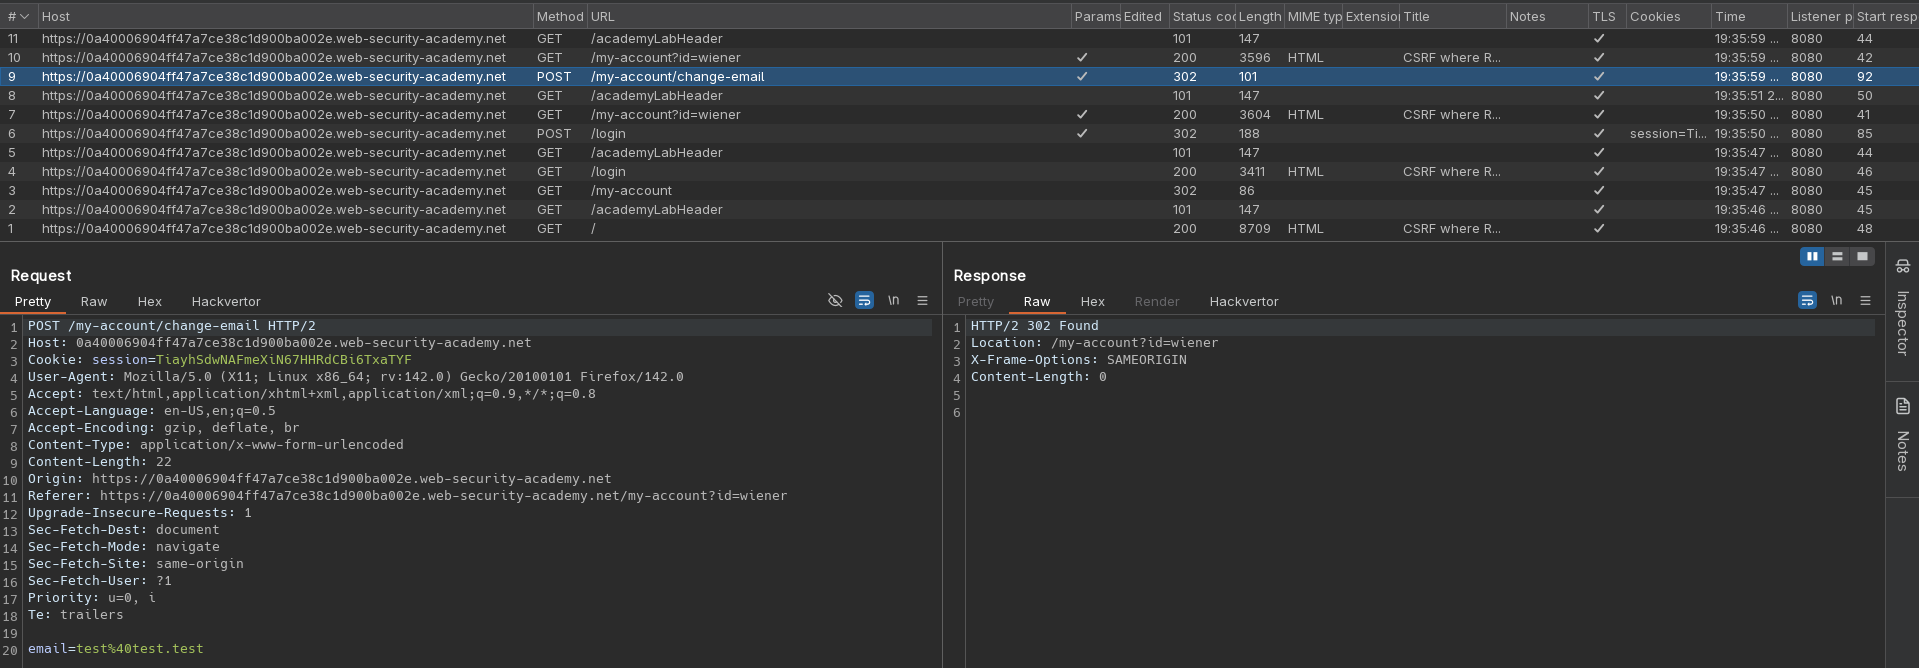 # Host Method URL Params Edited Status co Length MIME typ Extensio Title Notes TLS Cookies Time Listener p Start resp
11 https://0a40006904ff47a7ce38c1d900ba002e.web-security-academy.net GET /academyLabHeader 101 147 ✓ 19:35:59 ... 8080 44
10 https://0a40006904ff47a7ce38c1d900ba002e.web-security-academy.net GET /my-account?id=wiener ✓ 200 3596 HTML CSRF where R... ✓ 19:35:59 ... 8080 42
9 https://0a40006904ff47a7ce38c1d900ba002e.web-security-academy.net POST /my-account/change-email ✓ 302 101 ✓ 19:35:59 ... 8080 92
8 https://0a40006904ff47a7ce38c1d900ba002e.web-security-academy.net GET /academyLabHeader 101 147 ✓ 19:35:51 2... 8080 50
7 https://0a40006904ff47a7ce38c1d900ba002e.web-security-academy.net GET /my-account?id=wiener ✓ 200 3604 HTML CSRF where R... ✓ 19:35:50 ... 8080 41
6 https://0a40006904ff47a7ce38c1d900ba002e.web-security-academy.net POST /login ✓ 302 188 ✓ session=Ti... 19:35:50 ... 8080 85
5 https://0a40006904ff47a7ce38c1d900ba002e.web-security-academy.net GET /academyLabHeader 101 147 ✓ 19:35:47 ... 8080 44
4 https://0a40006904ff47a7ce38c1d900ba002e.web-security-academy.net GET /login 200 3411 HTML CSRF where R... ✓ 19:35:47 ... 8080 46
3 https://0a40006904ff47a7ce38c1d900ba002e.web-security-academy.net GET /my-account 302 86 ✓ 19:35:47 ... 8080 45
2 https://0a40006904ff47a7ce38c1d900ba002e.web-security-academy.net GET /academyLabHeader 101 147 ✓ 19:35:46 ... 8080 45
1 https://0a40006904ff47a7ce38c1d900ba002e.web-security-academy.net GET / 200 8709 HTML CSRF where R... ✓ 19:35:46 ... 8080 48
Request
Pretty Raw Hex Hackvertor \n
1 POST /my-account/change-email HTTP/2
2 Host: 0a40006904ff47a7ce38c1d900ba002e.web-security-academy.net
3 Cookie: session=TiayhSdwNAFmeXiN67HHRdCBi6TxaTYF
4 User-Agent: Mozilla/5.0 (X11; Linux x86_64; rv:142.0) Gecko/20100101 Firefox/142.0
5 Accept: text/html,application/xhtml+xml,application/xml;q=0.9,*/*;q=0.8
6 Accept-Language: en-US,en;q=0.5
7 Accept-Encoding: gzip, deflate, br
8 Content-Type: application/x-www-form-urlencoded
9 Content-Length: 22
10 Origin: https://0a40006904ff47a7ce38c1d900ba002e.web-security-academy.net
11 Referer: https://0a40006904ff47a7ce38c1d900ba002e.web-security-academy.net/my-account?id=wiener
12 Upgrade-Insecure-Requests: 1
13 Sec-Fetch-Dest: document
14 Sec-Fetch-Mode: navigate
15 Sec-Fetch-Site: same-origin
16 Sec-Fetch-User: ?1
17 Priority: u=0, i
18 Te: trailers
19
20 email=test%40test.test
Response
Pretty Raw Hex Render Hackvertor \n
1 HTTP/2 302 Found
2 Location: /my-account?id=wiener
3 X-Frame-Options: SAMEORIGIN
4 Content-Length: 0
5
6
Inspector
Notes